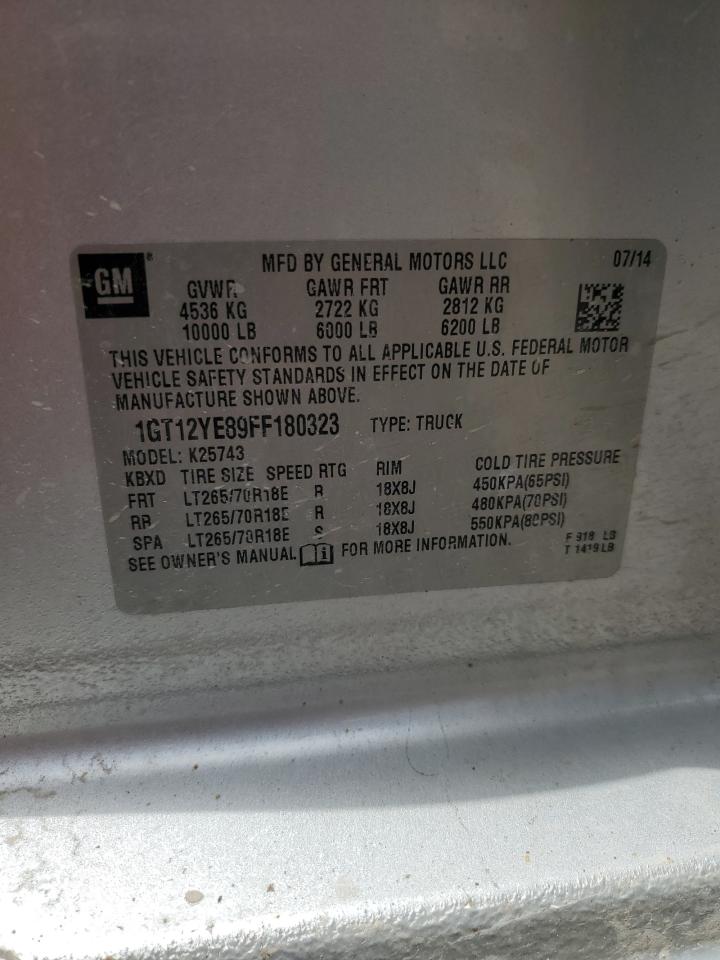 GM®
MFD BY GENERAL MOTORS LLC 07/14
GVWR GAWR FRT GAWR RR
4536 KG 2722 KG 2812 KG
10000 LB 6000 LB 6200 LB
THIS VEHICLE CONFORMS TO ALL APPLICABLE U.S. FEDERAL MOTOR
VEHICLE SAFETY STANDARDS IN EFFECT ON THE DATE OF
MANUFACTURE SHOWN ABOVE.
1GT12YE89FF180323 TYPE: TRUCK
MODEL: K25743
KBXD TIRE SIZE SPEED RTG RIM COLD TIRE PRESSURE
FRT LT265/70R18E R 18X8J 450KPA(65PSI)
RR LT265/70R18E R 18X8J 480KPA(70PSI)
SPA LT265/70R18E S 18X8J 550KPA(80PSI)
SEE OWNER'S MANUAL FOR MORE INFORMATION.
F 918 LB
T 1419 LB